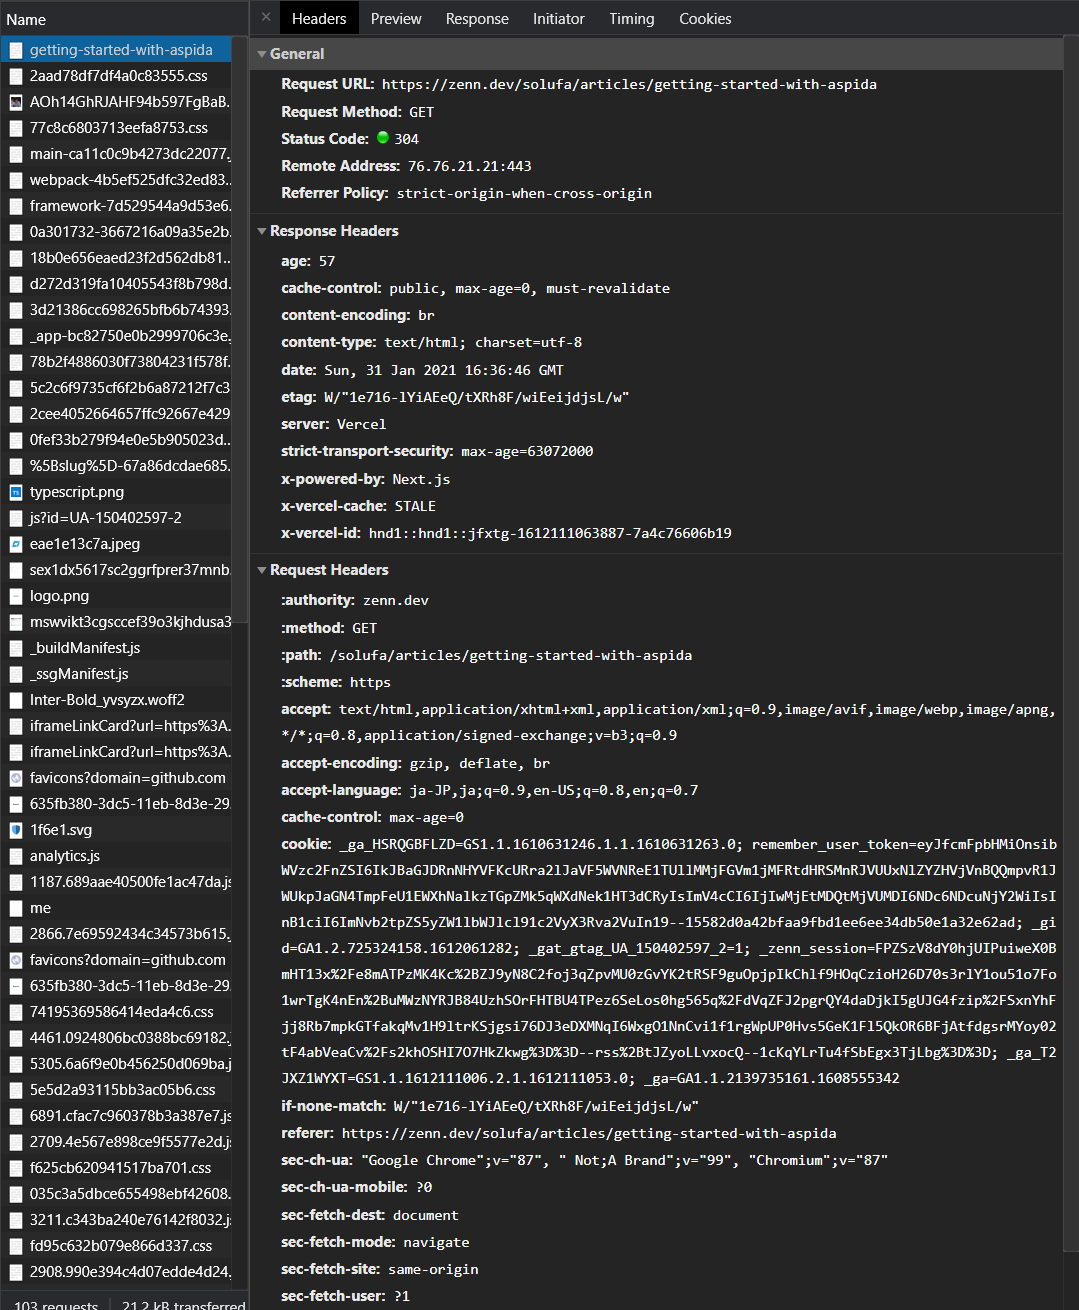 Name
getting-started-with-aspida
2aad78df7df4a0c83555.css
AOh14GhRJAHF94b597FgBaB.
77c8c6803713eefa8753.css
main-ca11c0c9b4273dc22077.
webpack-4b5ef525dfc32ed83..
framework-7d529544a9d53e6.
0a301732-3667216a09a35e2b.
18b0e656eaed23f2d562db81..
d272d319fa10405543f8b798d.
3d21386cc698265bfb6b74393.
_app-bc82750e0b2999706c3e.
78b2f4886030f73804231f578f.
5c2c6f9735cf6f2b6a87212f7c3
2cee4052664657ffc92667e429
0fef33b279f94e0e5b905023d..
%5Bslug%5D-67a86dcdae685.
typescript.png
js?id=UA-150402597-2
eae1e13c7a.jpeg
sex1dx5617sc2ggrfprer37mnb.
logo.png
mswvikt3cgsccef39o3kjhdusa3
_buildManifest.js
_ssgManifest.js
Inter-Bold_yvsyzx.woff2
iframeLinkCard?url=https%3A.
iframeLinkCard?url=https%3A.
favicons?domain=github.com
635fb380-3dc5-11eb-8d3e-29.
1f6e1.svg
analytics.js
1187.689aae40500fe1ac47da.js
me
2866.7e69592434c34573b615.
favicons?domain=github.com
635fb380-3dc5-11eb-8d3e-29.
74195369586414eda4c6.css
4461.0924806bc0388bc69182.
5305.6a6f9e0b456250d069ba.j
5e5d2a93115bb3ac05b6.css
6891.cfac7c960378b3a387e7.js
2709.4e567e898ce9f5577e2d.js
f625cb620941517ba701.css
035c3a5dbce655498ebf42608.
3211.c343ba240e76142f8032.js
fd95c632b079e866d337.css
2908.990e394c4d07edde4d24.
103 requests 21.2 kB transferred
× Headers Preview Response Initiator Timing Cookies
General
Request URL: https://zenn.dev/solufa/articles/getting-started-with-aspida
Request Method: GET
Status Code: 304
Remote Address: 76.76.21.21:443
Referrer Policy: strict-origin-when-cross-origin
Response Headers
age: 57
cache-control: public, max-age=0, must-revalidate
content-encoding: br
content-type: text/html; charset=utf-8
date: Sun, 31 Jan 2021 16:36:46 GMT
etag: W/"1e716-lYiAEeQ/tXRh8F/wiEeijdjsL/w"
server: Vercel
strict-transport-security: max-age=63072000
x-powered-by: Next.js
x-vercel-cache: STALE
x-vercel-id: hnd1::hnd1::jfxtg-1612111063887-7a4c76606b19
Request Headers
:authority: zenn.dev
:method: GET
:path: /solufa/articles/getting-started-with-aspida
:scheme: https
accept: text/html,application/xhtml+xml,application/xml;q=0.9,image/avif,image/webp,image/apng,
*/*;q=0.8,application/signed-exchange;v=b3;q=0.9
accept-encoding: gzip, deflate, br
accept-language: ja-JP,ja;q=0.9,en-US;q=0.8,en;q=0.7
cache-control: max-age=0
cookie: _ga_HSRQGBFLZD=GS1.1.1610631246.1.1.1610631263.0; remember_user_token=eyJfcmFpbHMiOnsib
WVzc2FnZSI6IkJBaGJDRnNHYVFKcURra2lJaVF5WVNReE1TUllMMjFGVm1jMFRtdHRSMnRJVUUxNlZYZHVjVnBQQmpvR1J
WUkpJaGN4TmpFeU1EWXhNalkzTGpZMk5qWXdNek1HT3dCRyIsImV4cCI6IjIwMjEtMDQtMjVUMDI6NDc6NDcuNjY2WiIsI
nB1ciI6ImNvb2tpZS5yZW1lbWJlcl91c2VyX3Rva2VuIn19--15582d0a42bfaa9fbd1ee6ee34db50e1a32e62ad; _gi
d=GA1.2.725324158.1612061282; _gat_gtag_UA_150402597_2=1; _zenn_session=FPZSzV8dY0hjUIPuiweX0B
mHT13x%2Fe8mATPzMK4Kc%2BZJ9yN8C2foj3qZpvMU0zGvYK2tRSF9guOpjpIkChlf9HOqCzioH26D70s3rlY1ou51o7Fo
1wrTgK4nEn%2BuMWzNYRJB84UzhSOrFHTBU4TPez6SeLos0hg565q%2FdVqZFJ2pgrQY4daDjkI5gUJG4fzip%2FSxnYhF
jj8Rb7mpkGTfakqMv1H9ltrKSjgsi76DJ3eDXMNqI6WxgO1NnCvi1f1rgWpUP0Hvs5GeK1Fl5QkOR6BFjAtfdgsrMYoy02
tF4abVeaCv%2Fs2khOSHI7O7HkZkwg%3D%3D--rss%2BtJZyoLLvxocQ--1cKqYLrTu4fSbEgx3TjLbg%3D%3D; _ga_T2
JXZ1WYXT=GS1.1.1612111006.2.1.1612111053.0; _ga=GA1.1.2139735161.1608555342
if-none-match: W/"1e716-lYiAEeQ/tXRh8F/wiEeijdjsL/w"
referer: https://zenn.dev/solufa/articles/getting-started-with-aspida
sec-ch-ua: "Google Chrome";v="87", " Not;A Brand";v="99", "Chromium";v="87"
sec-ch-ua-mobile: ?0
sec-fetch-dest: document
sec-fetch-mode: navigate
sec-fetch-site: same-origin
sec-fetch-user: ?1